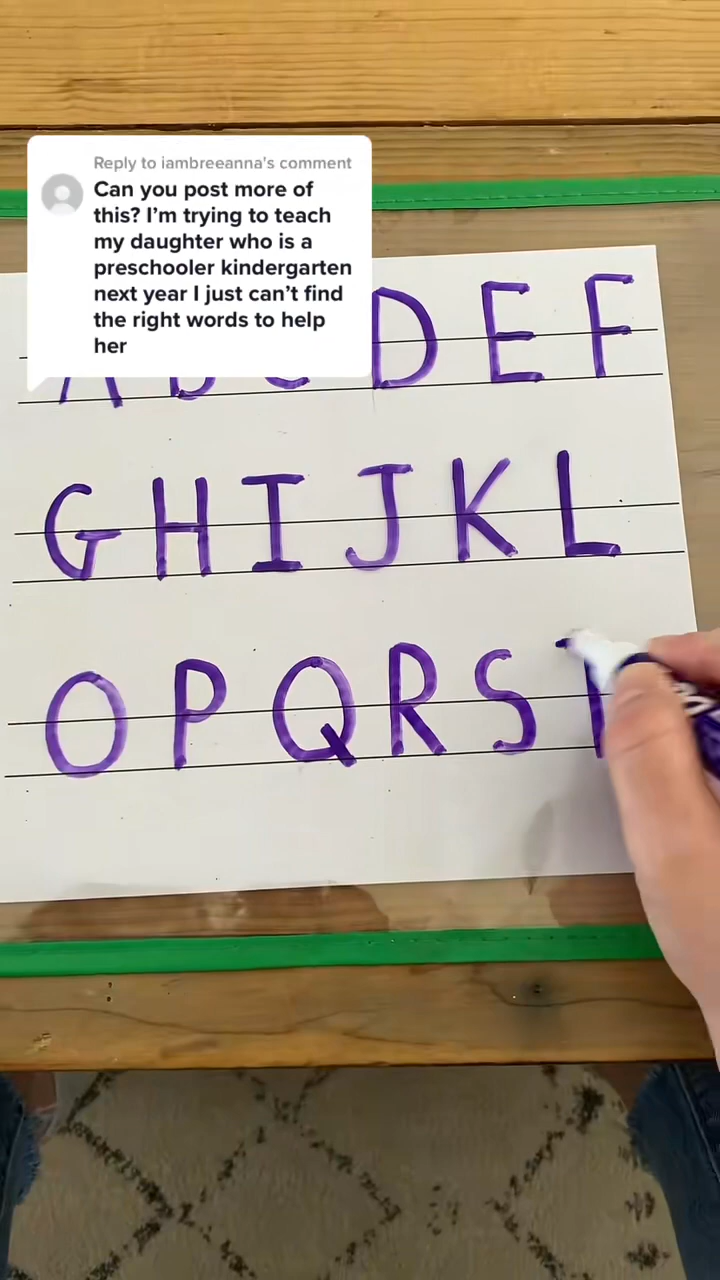 Reply to iambreeanna's comment
Can you post more of
this? I'm trying to teach
my daughter who is a
preschooler kindergarten
next year I just can't find
the right words to help
her
A B C D E F
G H I J K L
O P Q R S